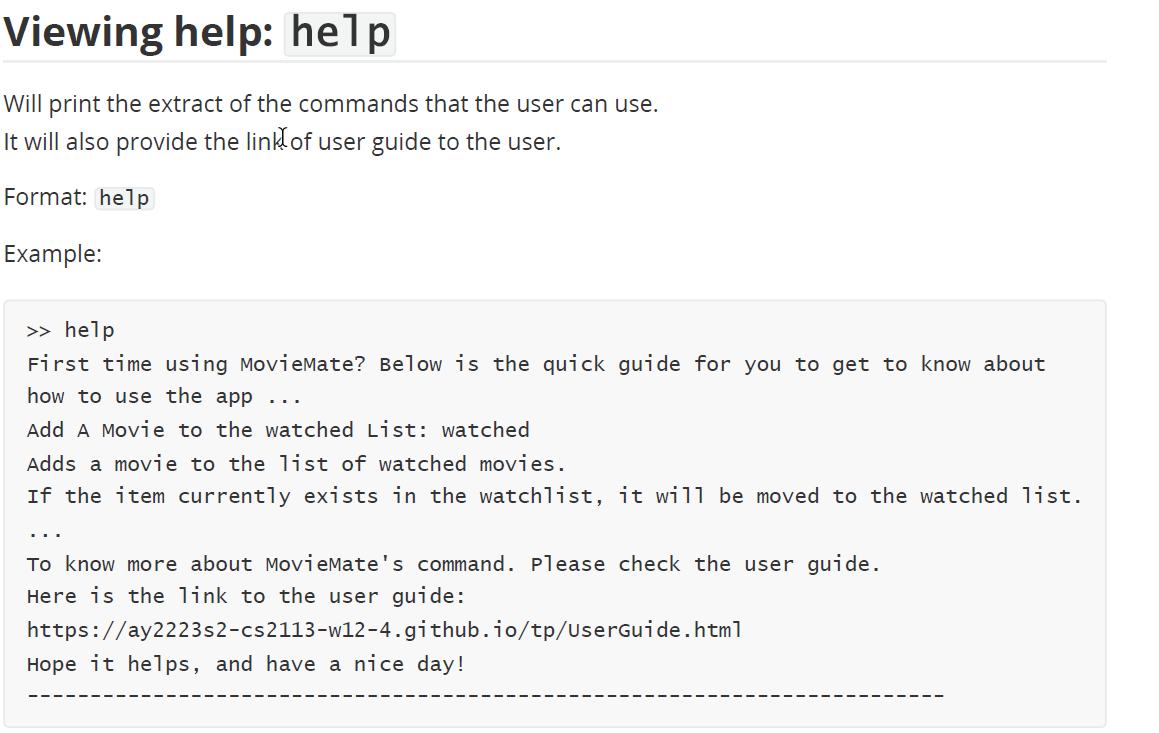 Viewing help: help
Will print the extract of the commands that the user can use.
It will also provide the link of user guide to the user.
Format: help
Example:
>> help
First time using MovieMate? Below is the quick guide for you to get to know about
how to use the app ...
Add A Movie to the watched List: watched
Adds a movie to the list of watched movies.
If the item currently exists in the watchlist, it will be moved to the watched list.
...
To know more about MovieMate's command. Please check the user guide.
Here is the link to the user guide:
https://ay2223s2-cs2113-w12-4.github.io/tp/UserGuide.html
Hope it helps, and have a nice day!
-------------------------------------------------------------------------